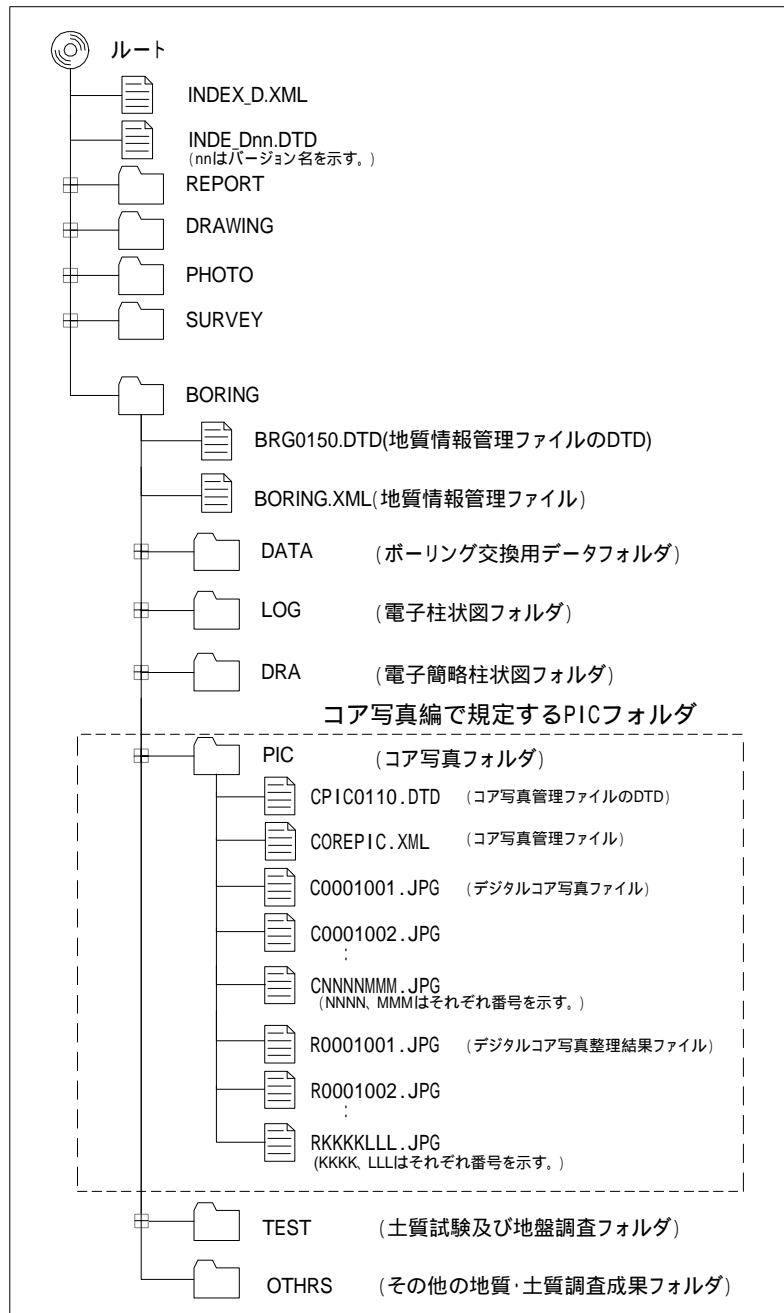 ルート
INDEX_D.XML
INDE_Dnn.DTD
(nnはバージョン名を示す。)
REPORT
DRAWING
PHOTO
SURVEY
BORING
BRG0150.DTD(地質情報管理ファイルのDTD)
BORING.XML(地質情報管理ファイル)
DATA (ボーリング交換用データフォルダ)
LOG (電子柱状図フォルダ)
DRA (電子簡略柱状図フォルダ)
コア写真編で規定するPICフォルダ
PIC (コア写真フォルダ)
CPIC0110.DTD (コア写真管理ファイルのDTD)
COREPIC.XML (コア写真管理ファイル)
C0001001.JPG (デジタルコア写真ファイル)
C0001002.JPG
:
CNNNNMMM.JPG
(NNNN、MMMはそれぞれ番号を示す。)
R0001001.JPG (デジタルコア写真整理結果ファイル)
R0001002.JPG
:
RKKKKLLL.JPG
(KKKK、LLLはそれぞれ番号を示す。)
TEST (土質試験及び地盤調査フォルダ)
OTHRS (その他の地質・土質調査成果フォルダ)